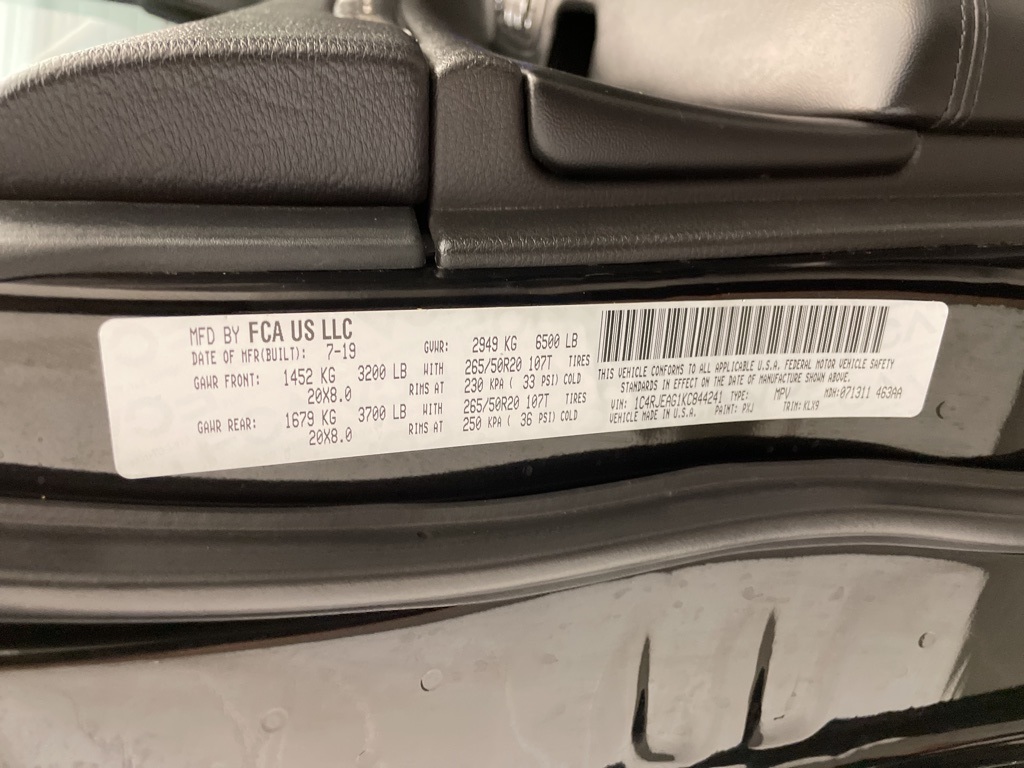 MFD BY FCA US LLC
DATE OF MFR(BUILT): 7-19
GVWR: 2949 KG 6500 LB
GAWR FRONT: 1452 KG 3200 LB WITH 265/50R20 107T TIRES
20X8.0 RIMS AT 230 KPA ( 33 PSI) COLD
GAWR REAR: 1679 KG 3700 LB WITH 265/50R20 107T TIRES
20X8.0 RIMS AT 250 KPA ( 36 PSI) COLD
THIS VEHICLE CONFORMS TO ALL APPLICABLE U.S.A. FEDERAL MOTOR VEHICLE SAFETY
STANDARDS IN EFFECT ON THE DATE OF MANUFACTURE SHOWN ABOVE.
VIN: 1C4RJEAG1KC844241 TYPE: MPV MDH: 071311 463AA
VEHICLE MADE IN U.S.A. PAINT: PXJ TRIM: KLV9